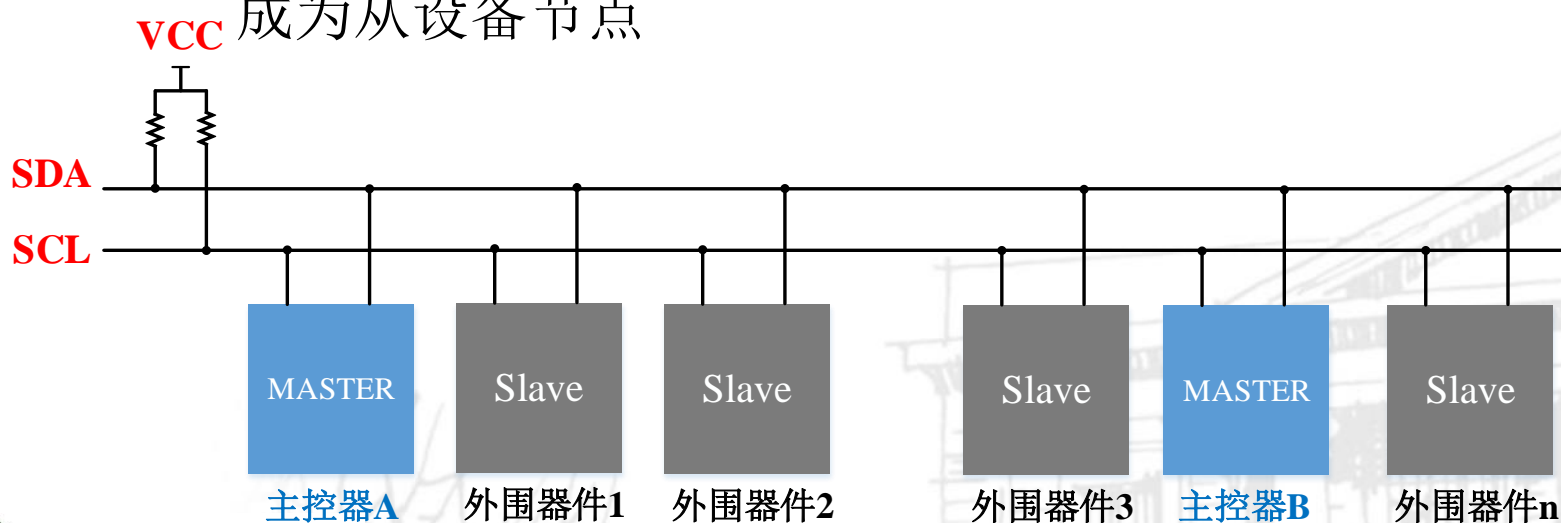 成为从设备节点
VCC
SDA
SCL
MASTER Slave Slave Slave MASTER Slave
主控器A 外围器件1 外围器件2 外围器件3 主控器B 外围器件n